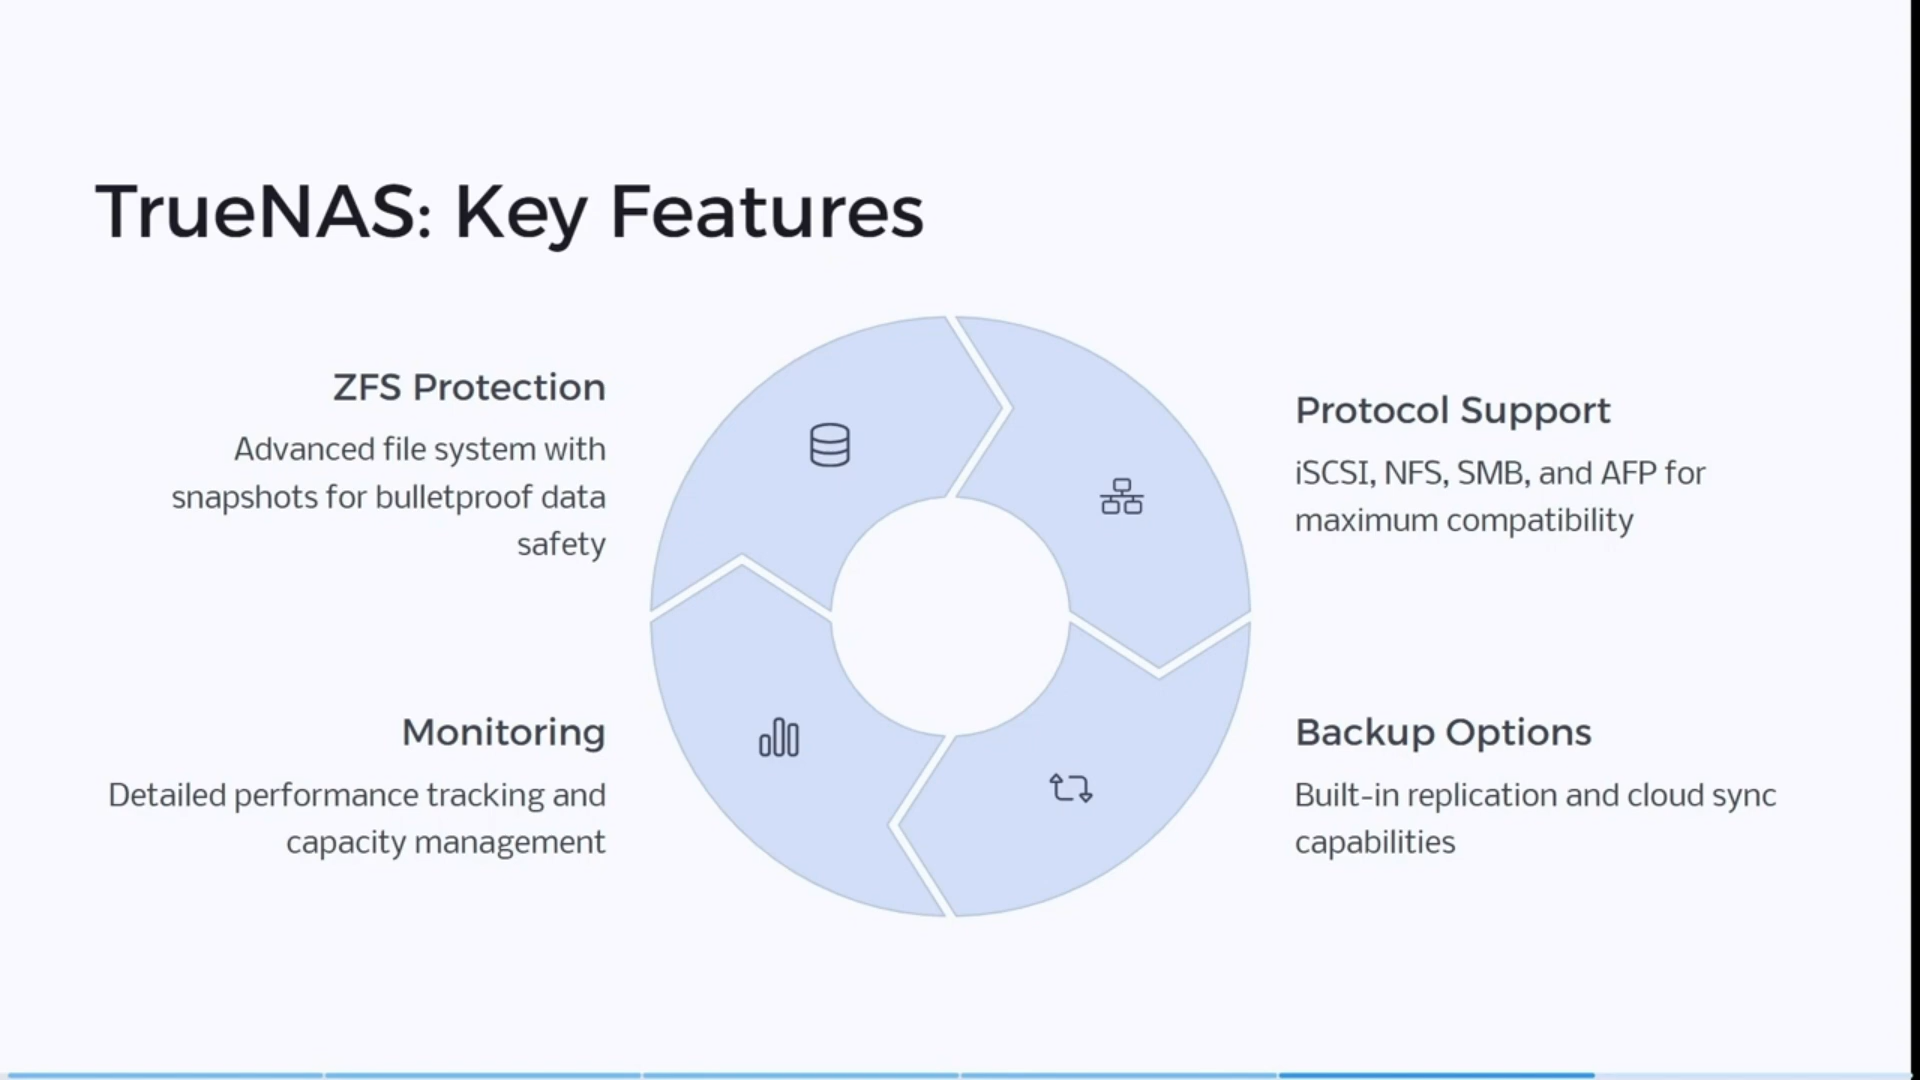 TrueNAS: Key Features
ZFS Protection
Advanced file system with
snapshots for bulletproof data
safety
Protocol Support
iSCSI, NFS, SMB, and AFP for
maximum compatibility
Monitoring
Detailed performance tracking and
capacity management
Backup Options
Built-in replication and cloud sync
capabilities